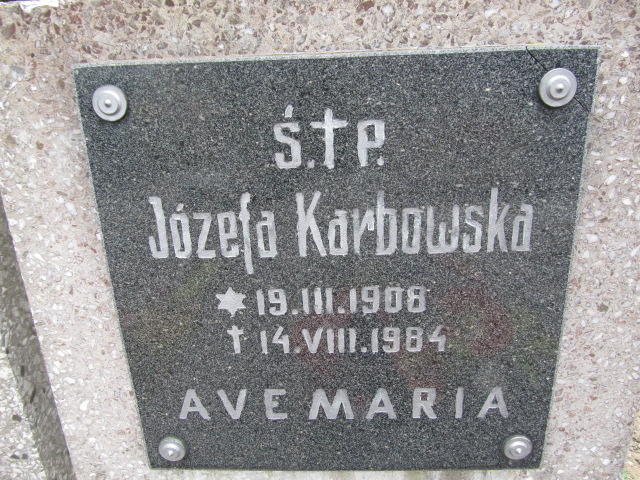 Ś.†P.
Józefa Karbowska
✶ 19.III.1908
† 14.VIII.1984
AVE MARIA